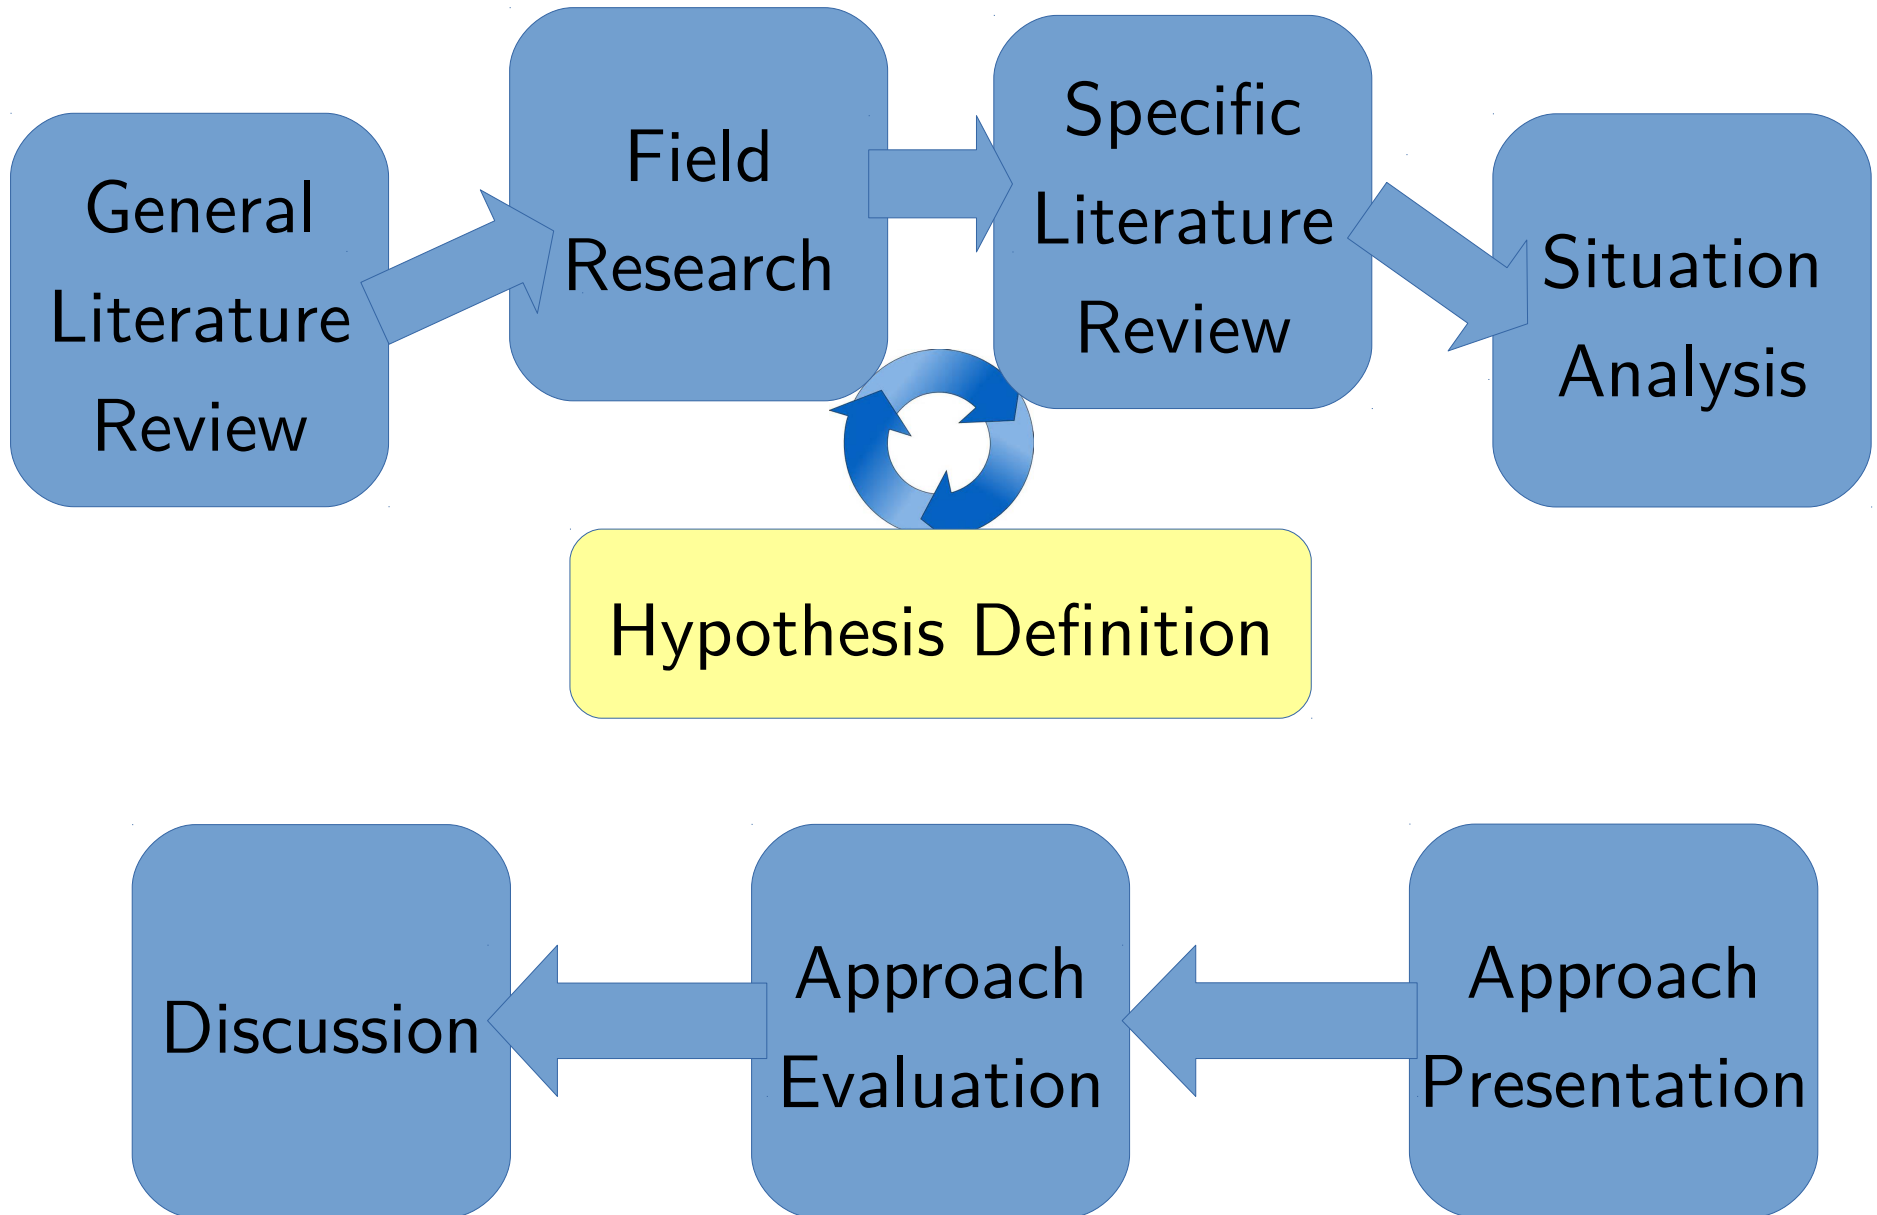 General
Literature
Review
Field
Research
Specific
Literature
Review
Situation
Analysis
Hypothesis Definition
Discussion
Approach
Evaluation
Approach
Presentation